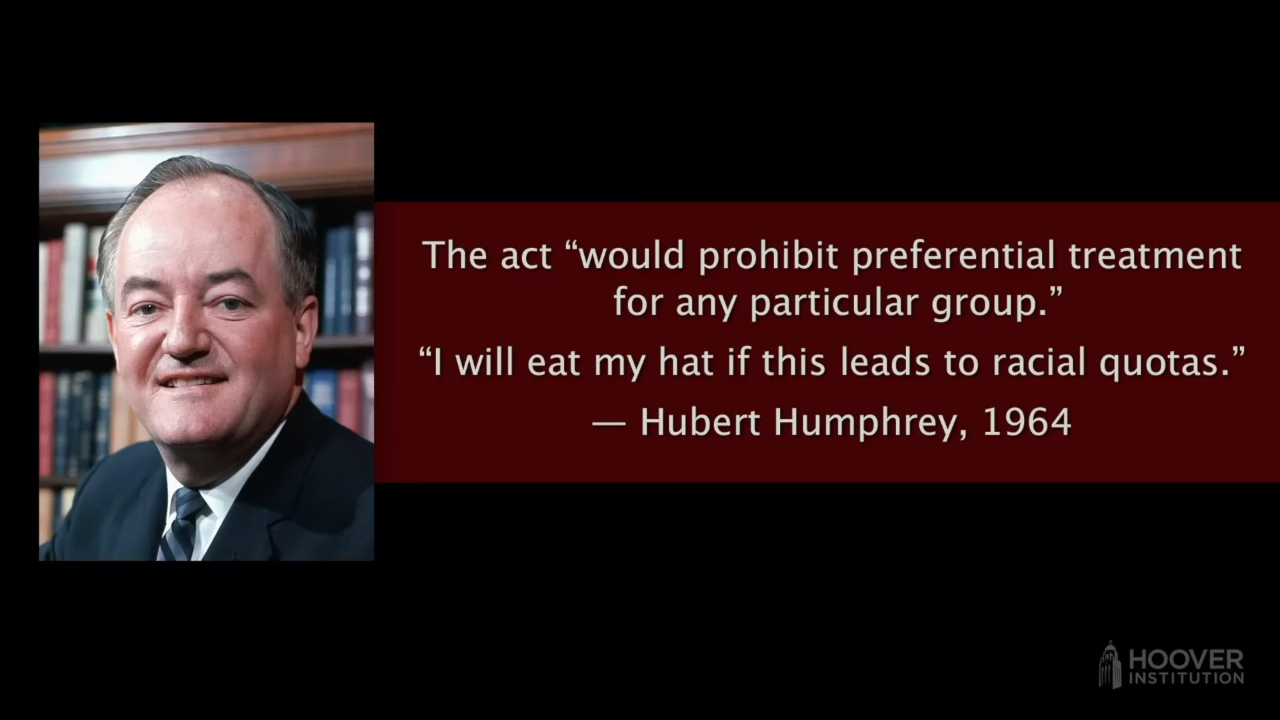 The act “would prohibit preferential treatment
for any particular group.”
“I will eat my hat if this leads to racial quotas.”
— Hubert Humphrey, 1964
HOOVER
INSTITUTION